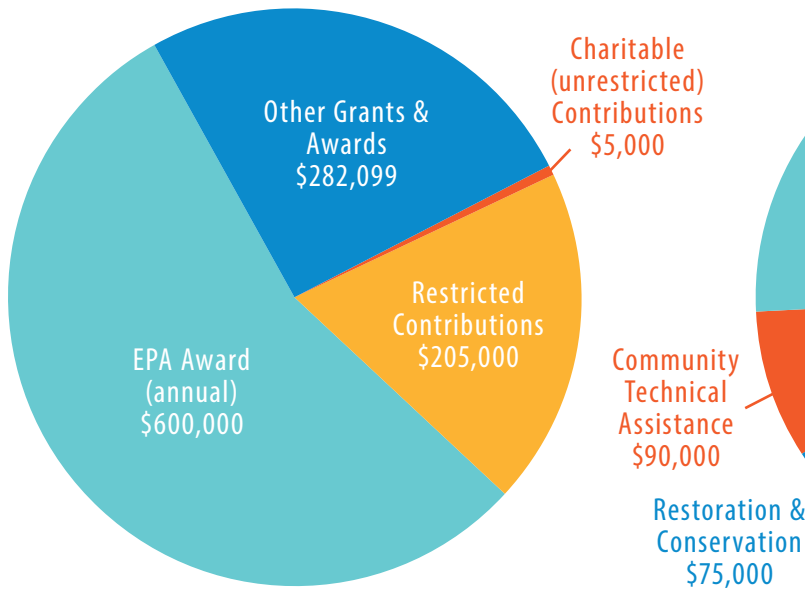 Charitable
(unrestricted)
Contributions
$5,000
Other Grants &
Awards
$282,099
Restricted
Contributions
$205,000
EPA Award
(annual)
$600,000
Community
Technical
Assistance
$90,000
Restoration &
Conservation
$75,000